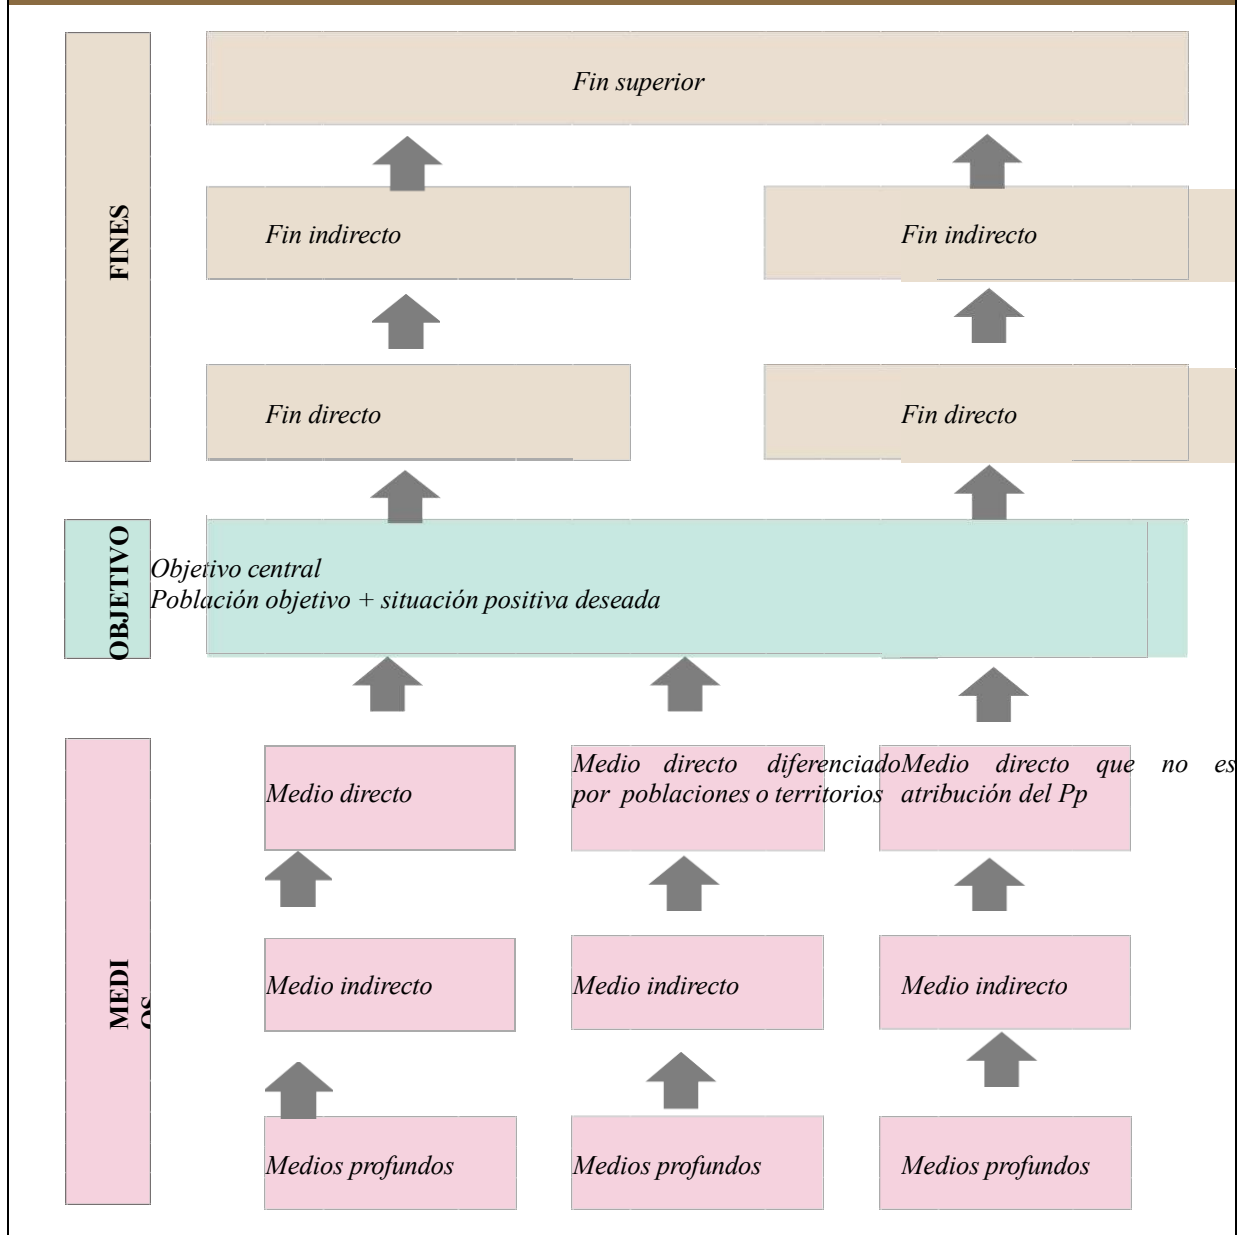 Fin superior
FINES
Fin indirecto
Fin indirecto
Fin directo
Fin directo
OBJETIVO
Objetivo central
Población objetivo + situación positiva deseada
MEDI
OS
Medio directo
Medio directo diferenciado
por poblaciones o territorios
Medio directo que no es
atribución del Pp
Medio indirecto
Medio indirecto
Medio indirecto
Medios profundos
Medios profundos
Medios profundos